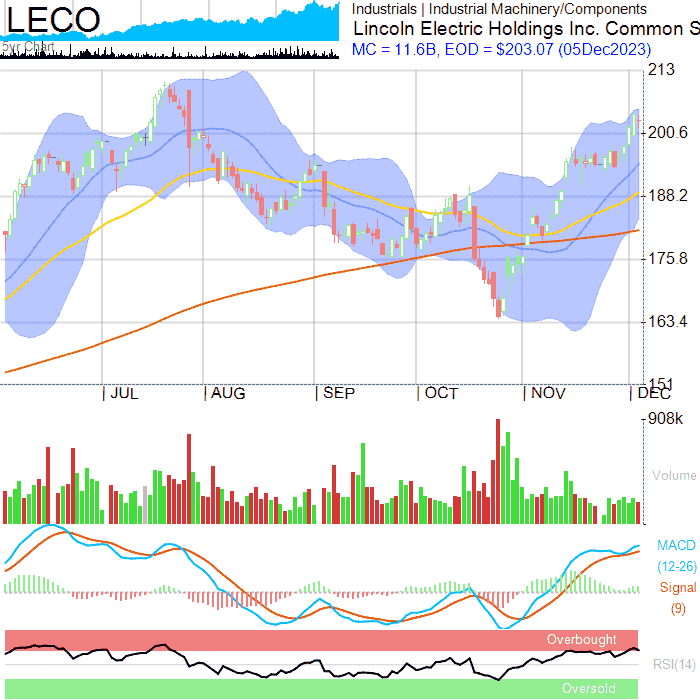 LECO
5yr Chart
Industrials | Industrial Machinery/Components
Lincoln Electric Holdings Inc. Common S
MC = 11.6B, EOD = $203.07 (05Dec2023)
213
200.6
188.2
175.8
163.4
151
JUL AUG SEP OCT NOV DEC
908k
Volume
MACD
(12-26)
Signal
(9)
Overbought
RSI(14)
Oversold